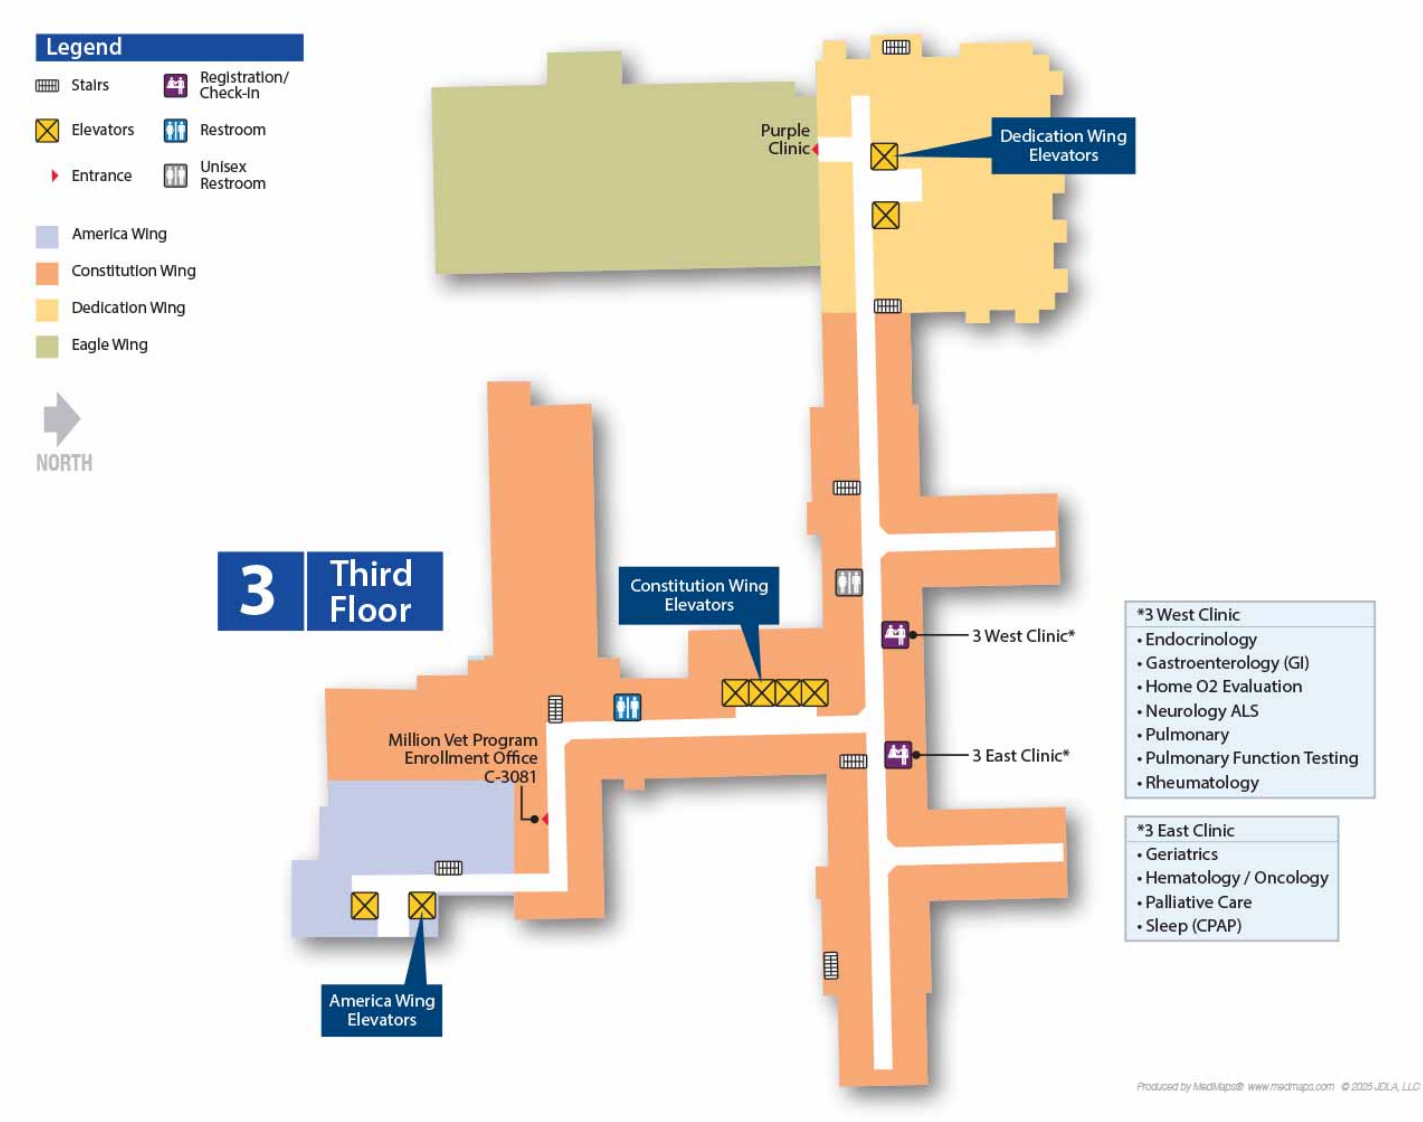 Legend
Stairs
Registration/
Check-in
Elevators
Restroom
Entrance
Unisex
Restroom
America Wing
Constitution Wing
Dedication Wing
Eagle Wing
NORTH
Purple
Clinic
Dedication Wing
Elevators
3
Third
Floor
Constitution Wing
Elevators
3 West Clinic*
3 East Clinic*
Million Vet Program
Enrollment Office
C-3081
America Wing
Elevators
*3 West Clinic
• Endocrinology
• Gastroenterology (GI)
• Home O2 Evaluation
• Neurology ALS
• Pulmonary
• Pulmonary Function Testing
• Rheumatology
*3 East Clinic
• Geriatrics
• Hematology / Oncology
• Palliative Care
• Sleep (CPAP)
Produced by MedMaps® www.medmaps.com © 2025 JDLA, LLC